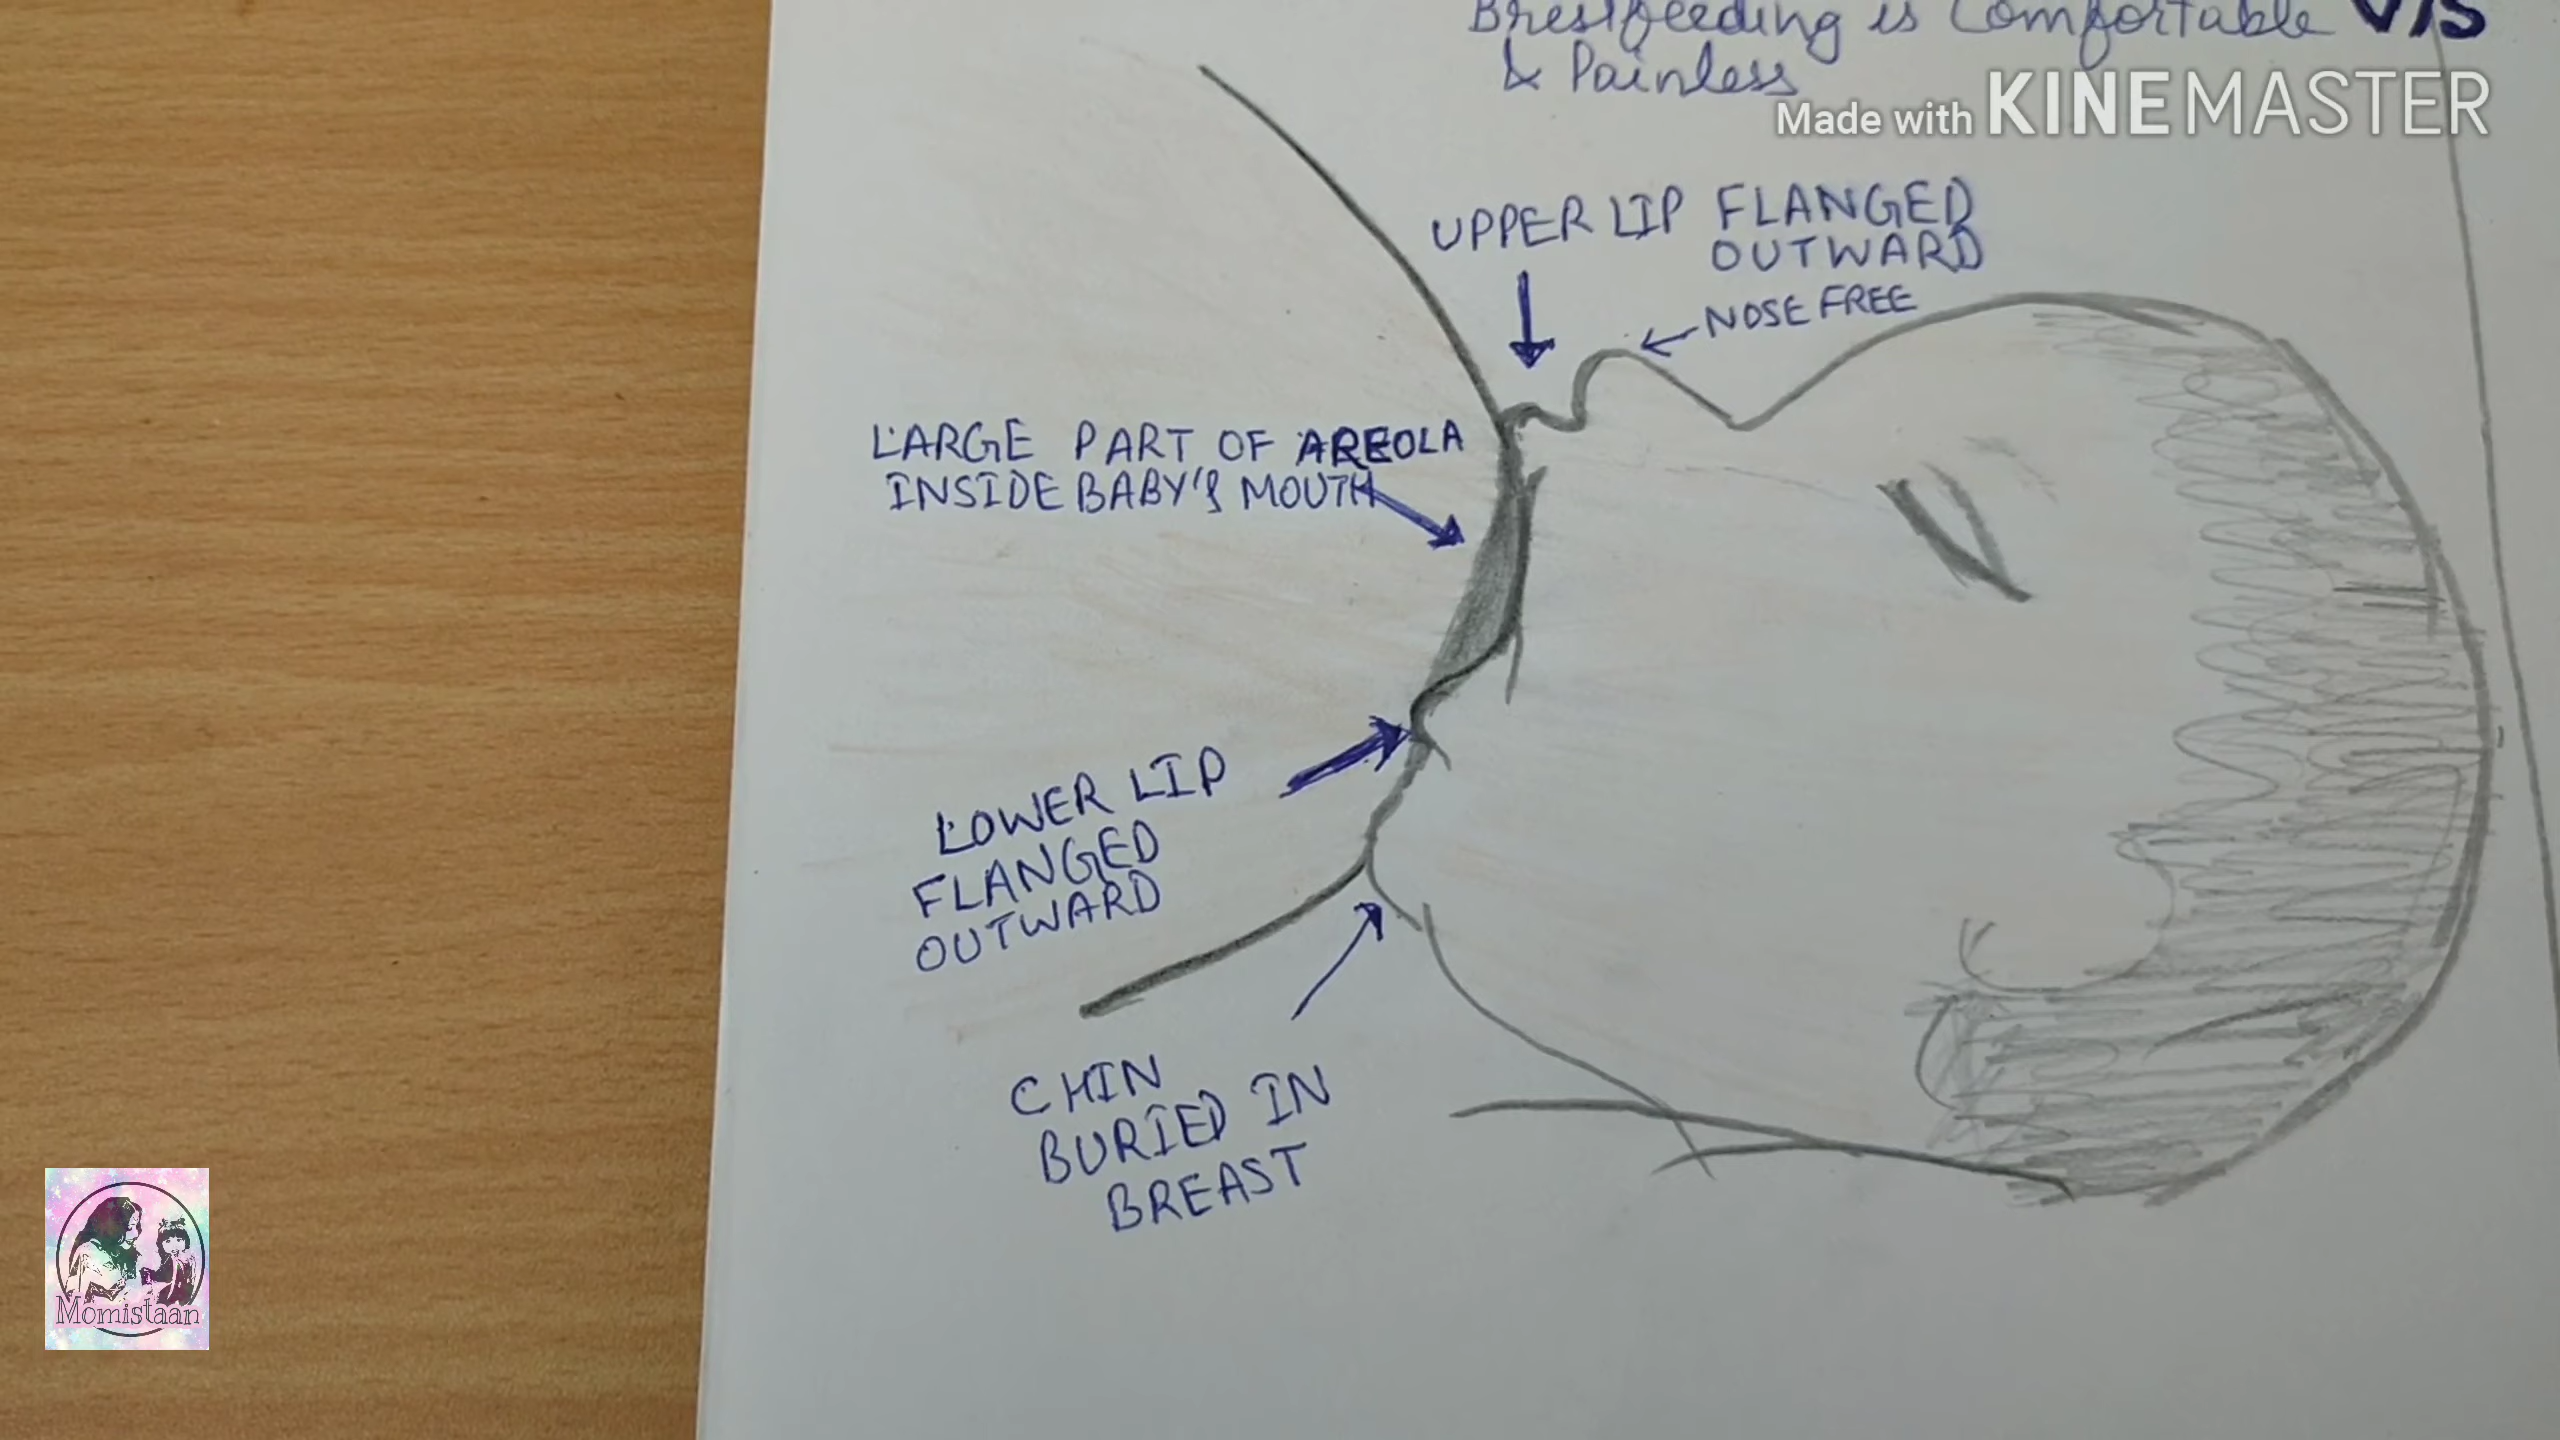 Brestfeeding is Comfortable V/S
& Painless
Made with KINEMASTER
UPPER LIP FLANGED
OUTWARD
NOSE FREE
LARGE PART OF AREOLA
INSIDE BABY'S MOUTH
LOWER LIP
FLANGED
OUTWARD
CHIN
BURIED IN
BREAST
Momistaan